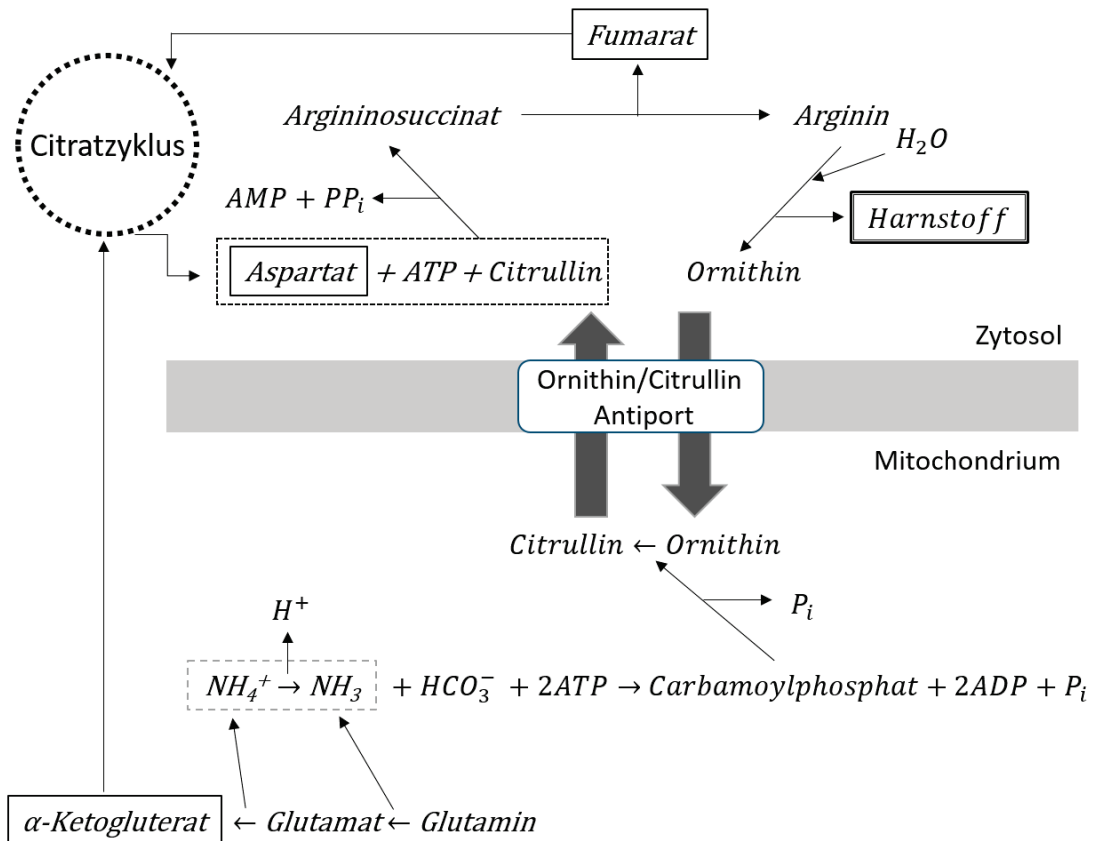 Fumarat
Citratzyklus
Argininosuccinat
Arginin
H₂O
AMP + PPᵢ
Harnstoff
Aspartat + ATP + Citrullin
Ornithin
Zytosol
Ornithin/Citrullin
Antiport
Mitochondrium
Citrullin ← Ornithin
Pᵢ
H⁺
NH₄⁺ → NH₃ + HCO₃⁻ + 2ATP → Carbamoylphosphat + 2ADP + Pᵢ
α-Ketogluterat ← Glutamat ← Glutamin